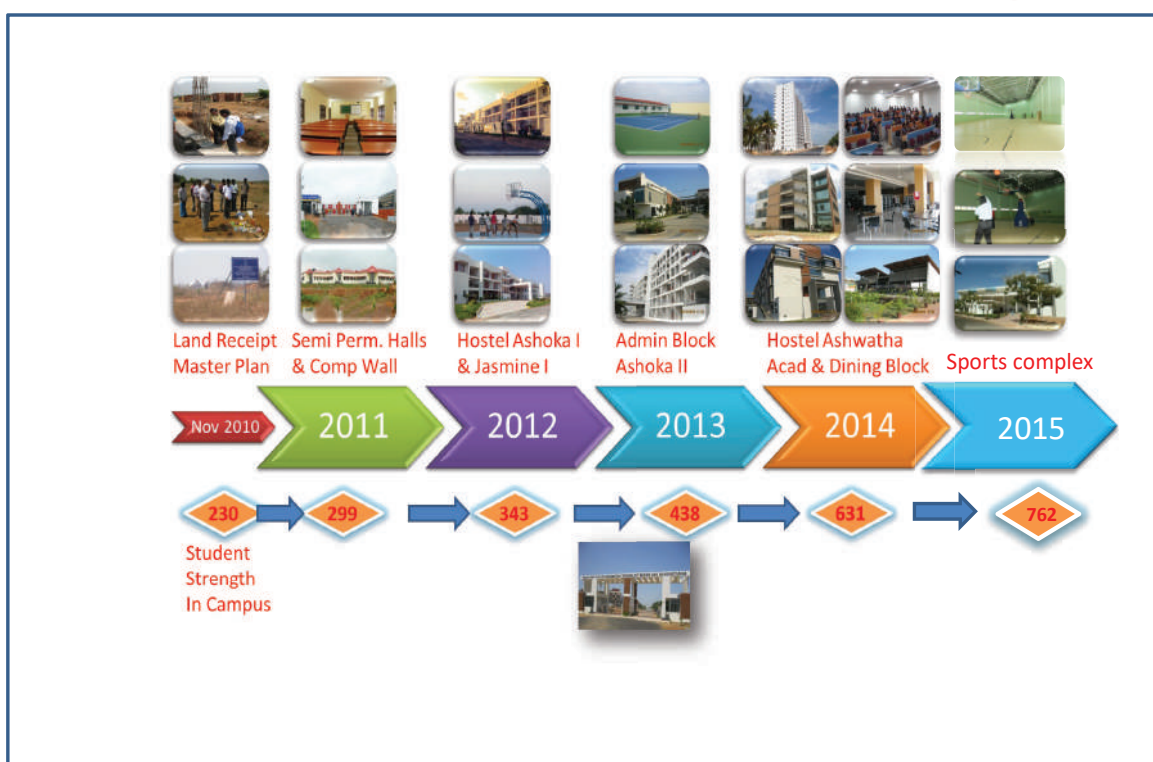 Land Receipt
Master Plan
Semi Perm. Halls
& Comp Wall
Hostel Ashoka I
& Jasmine I
Admin Block
Ashoka II
Hostel Ashwatha
Acad & Dining Block
Sports complex
Nov 2010
2011
2012
2013
2014
2015
230
299
343
438
631
762
Student
Strength
In Campus